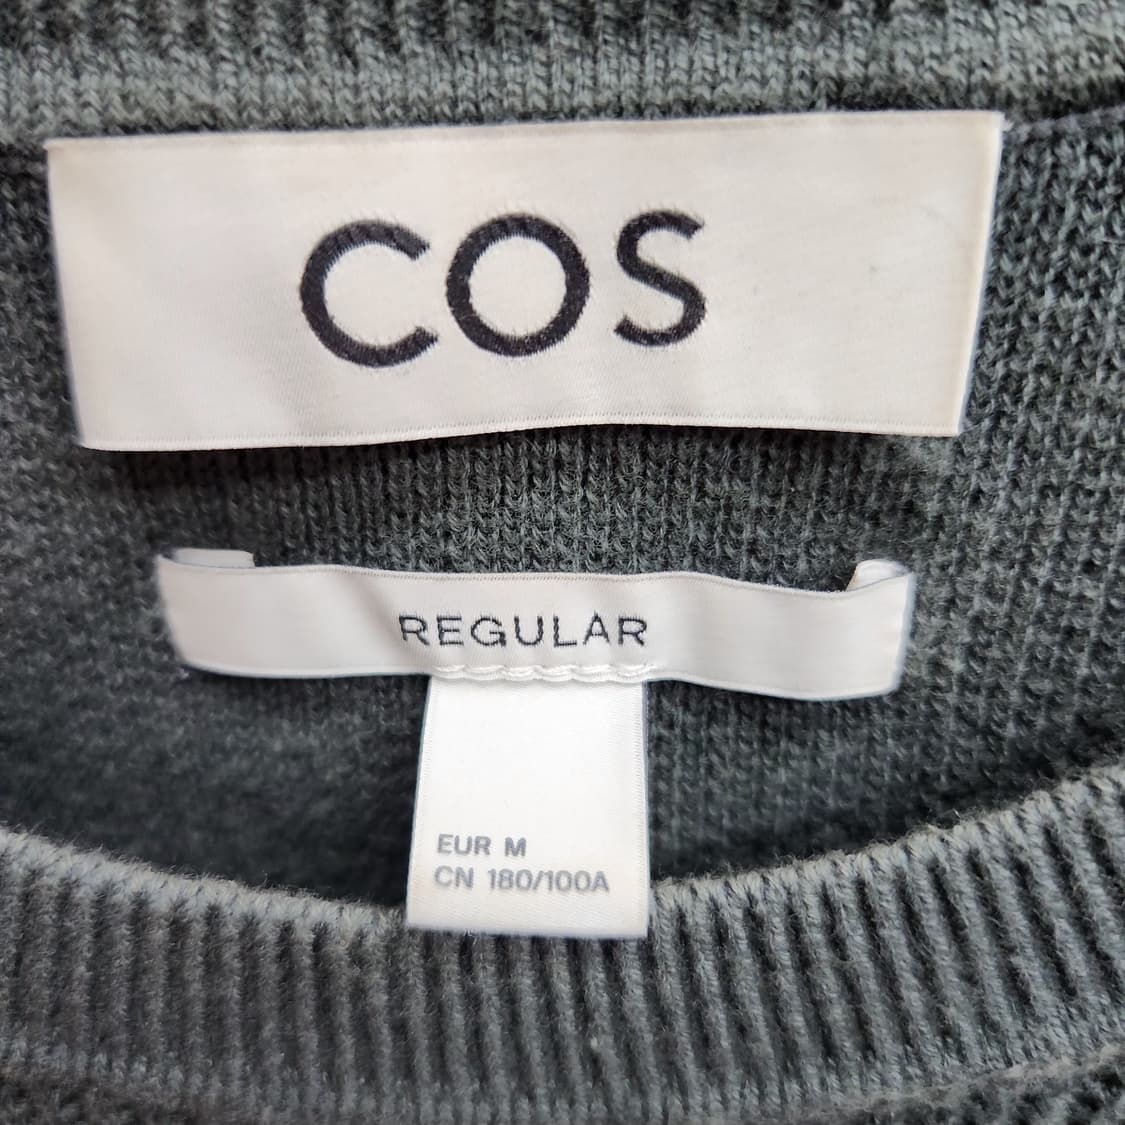 COS
REGULAR
EUR M
CN 180/100A